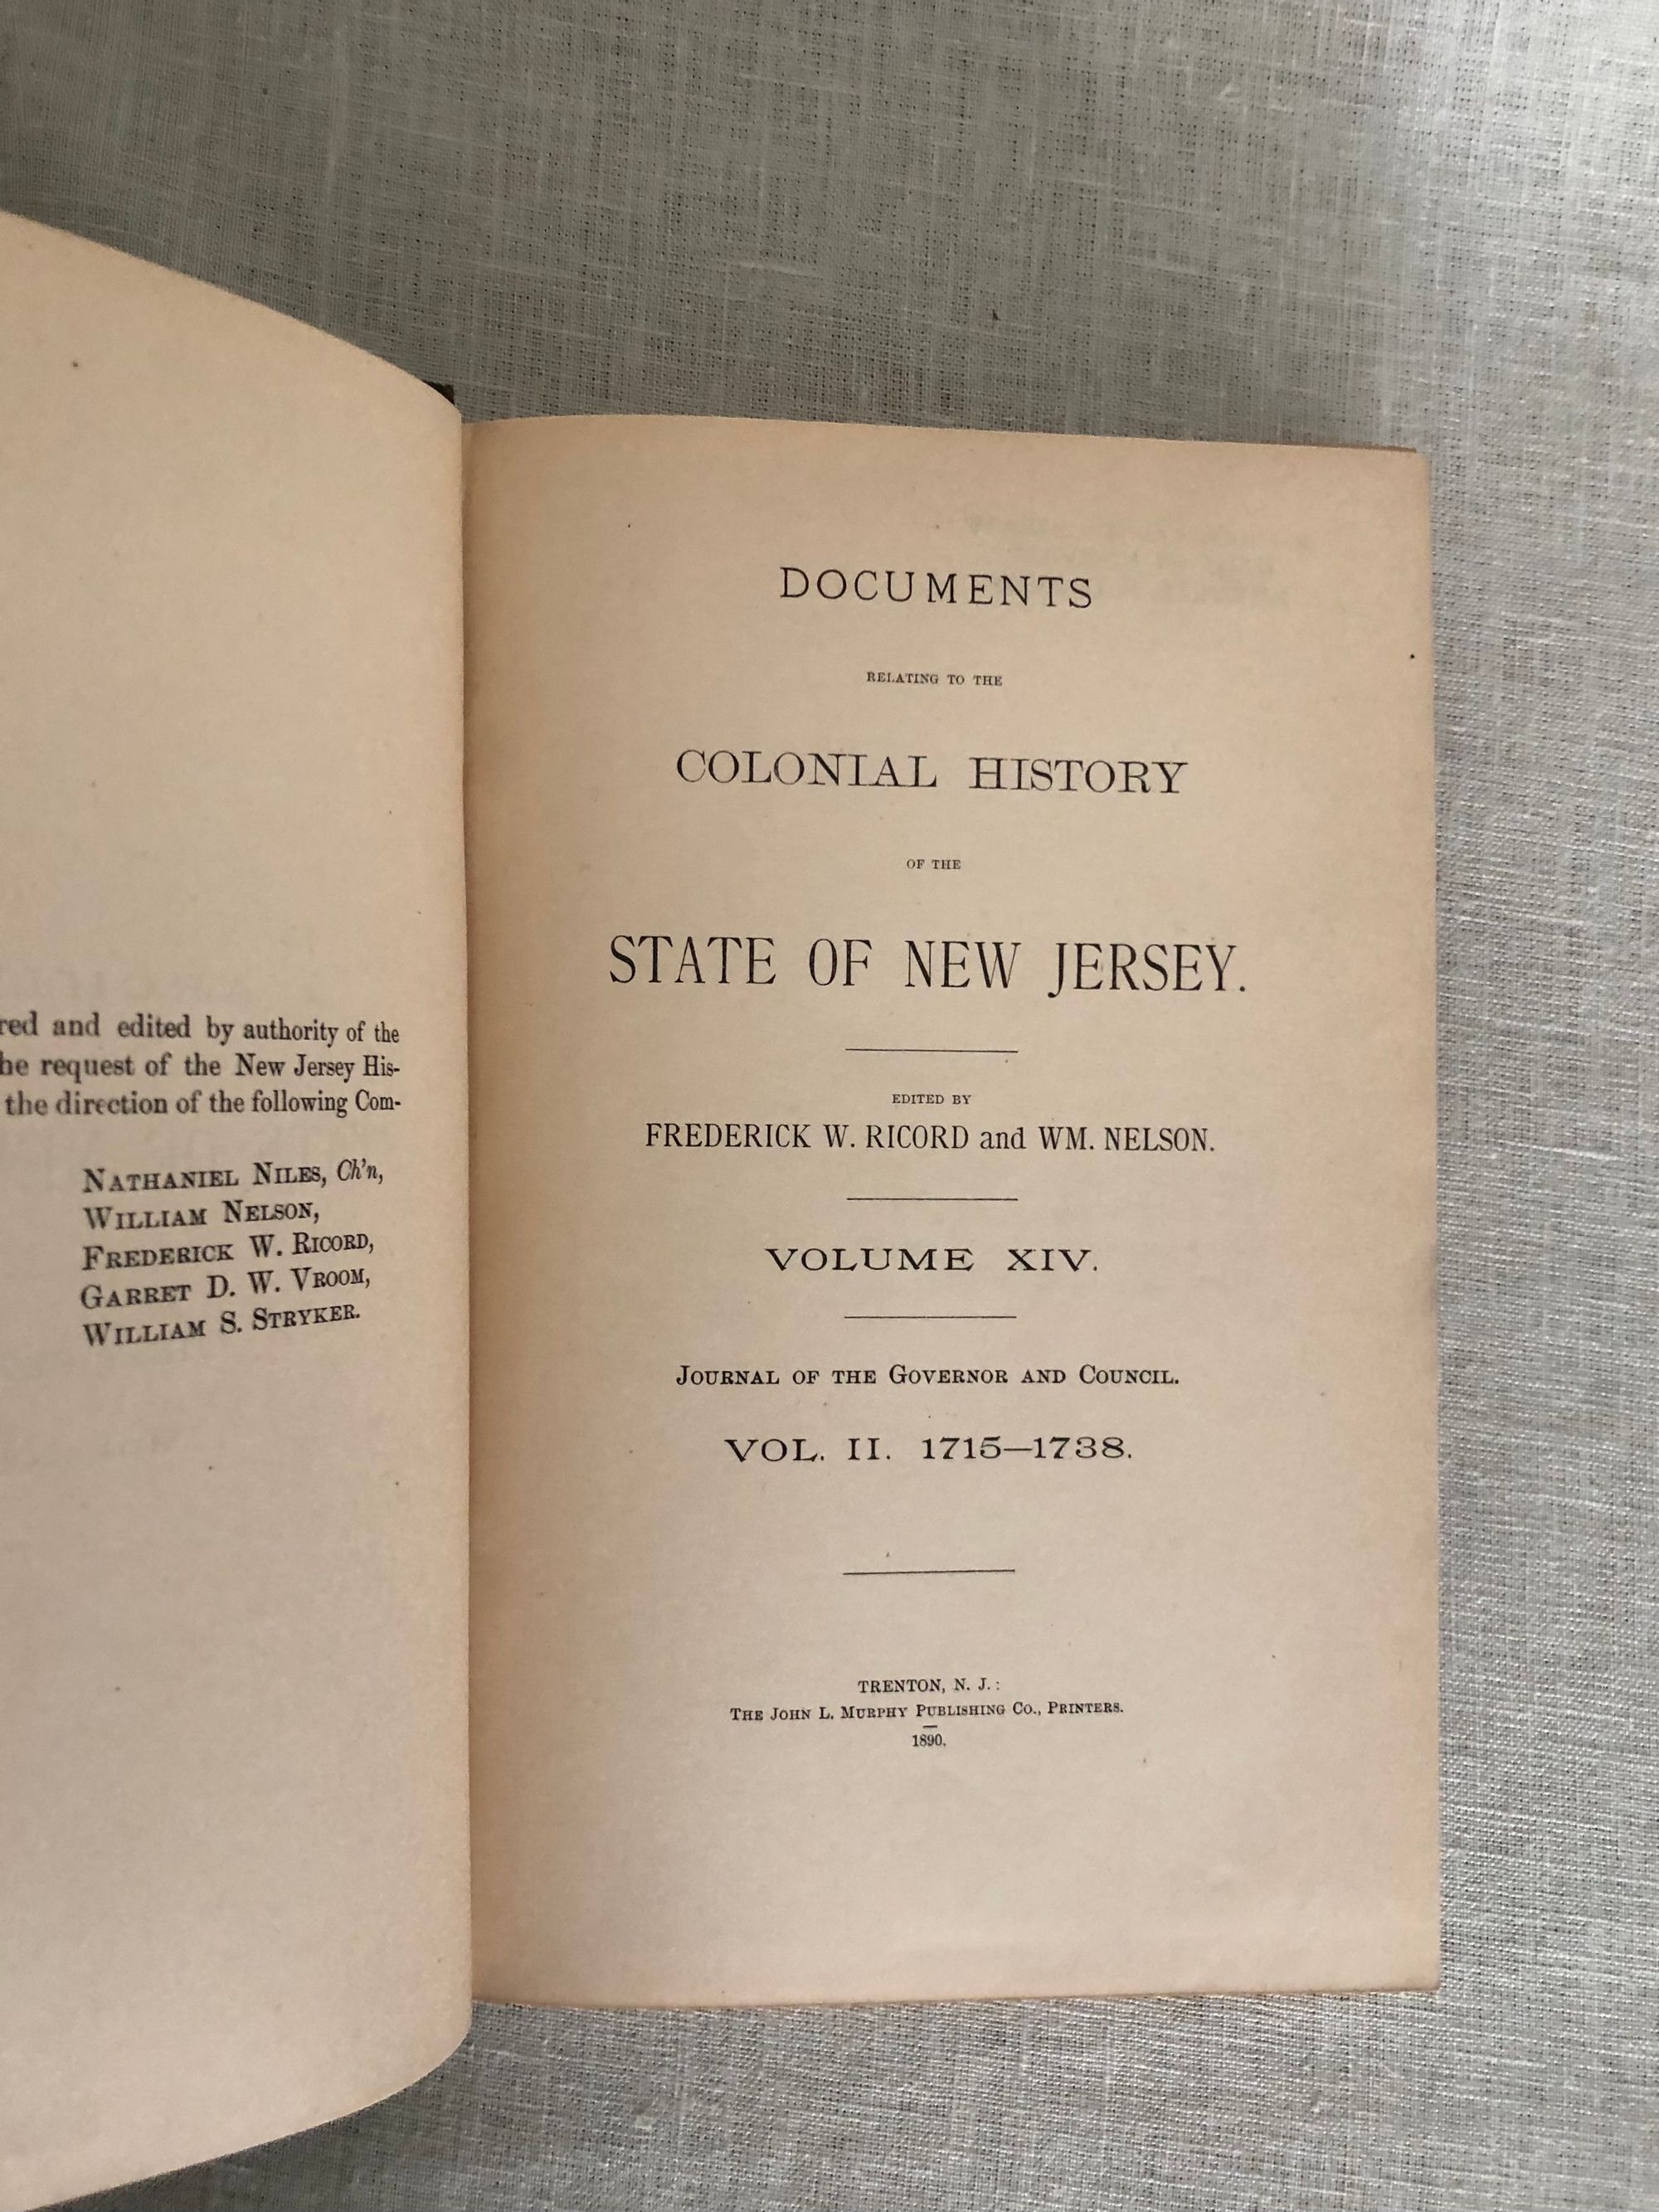 red and edited by authority of the
he request of the New Jersey His-
the direction of the following Com-
NATHANIEL NILES, Ch'n,
WILLIAM NELSON,
FREDERICK W. RICORD,
GARRET D. W. VROOM,
WILLIAM S. STRYKER.
DOCUMENTS
RELATING TO THE
COLONIAL HISTORY
OF THE
STATE OF NEW JERSEY.
EDITED BY
FREDERICK W. RICORD and WM. NELSON.
VOLUME XIV.
JOURNAL OF THE GOVERNOR AND COUNCIL.
VOL. II. 1715—1738.
TRENTON, N. J.:
THE JOHN L. MURPHY PUBLISHING CO., PRINTERS.
1890.